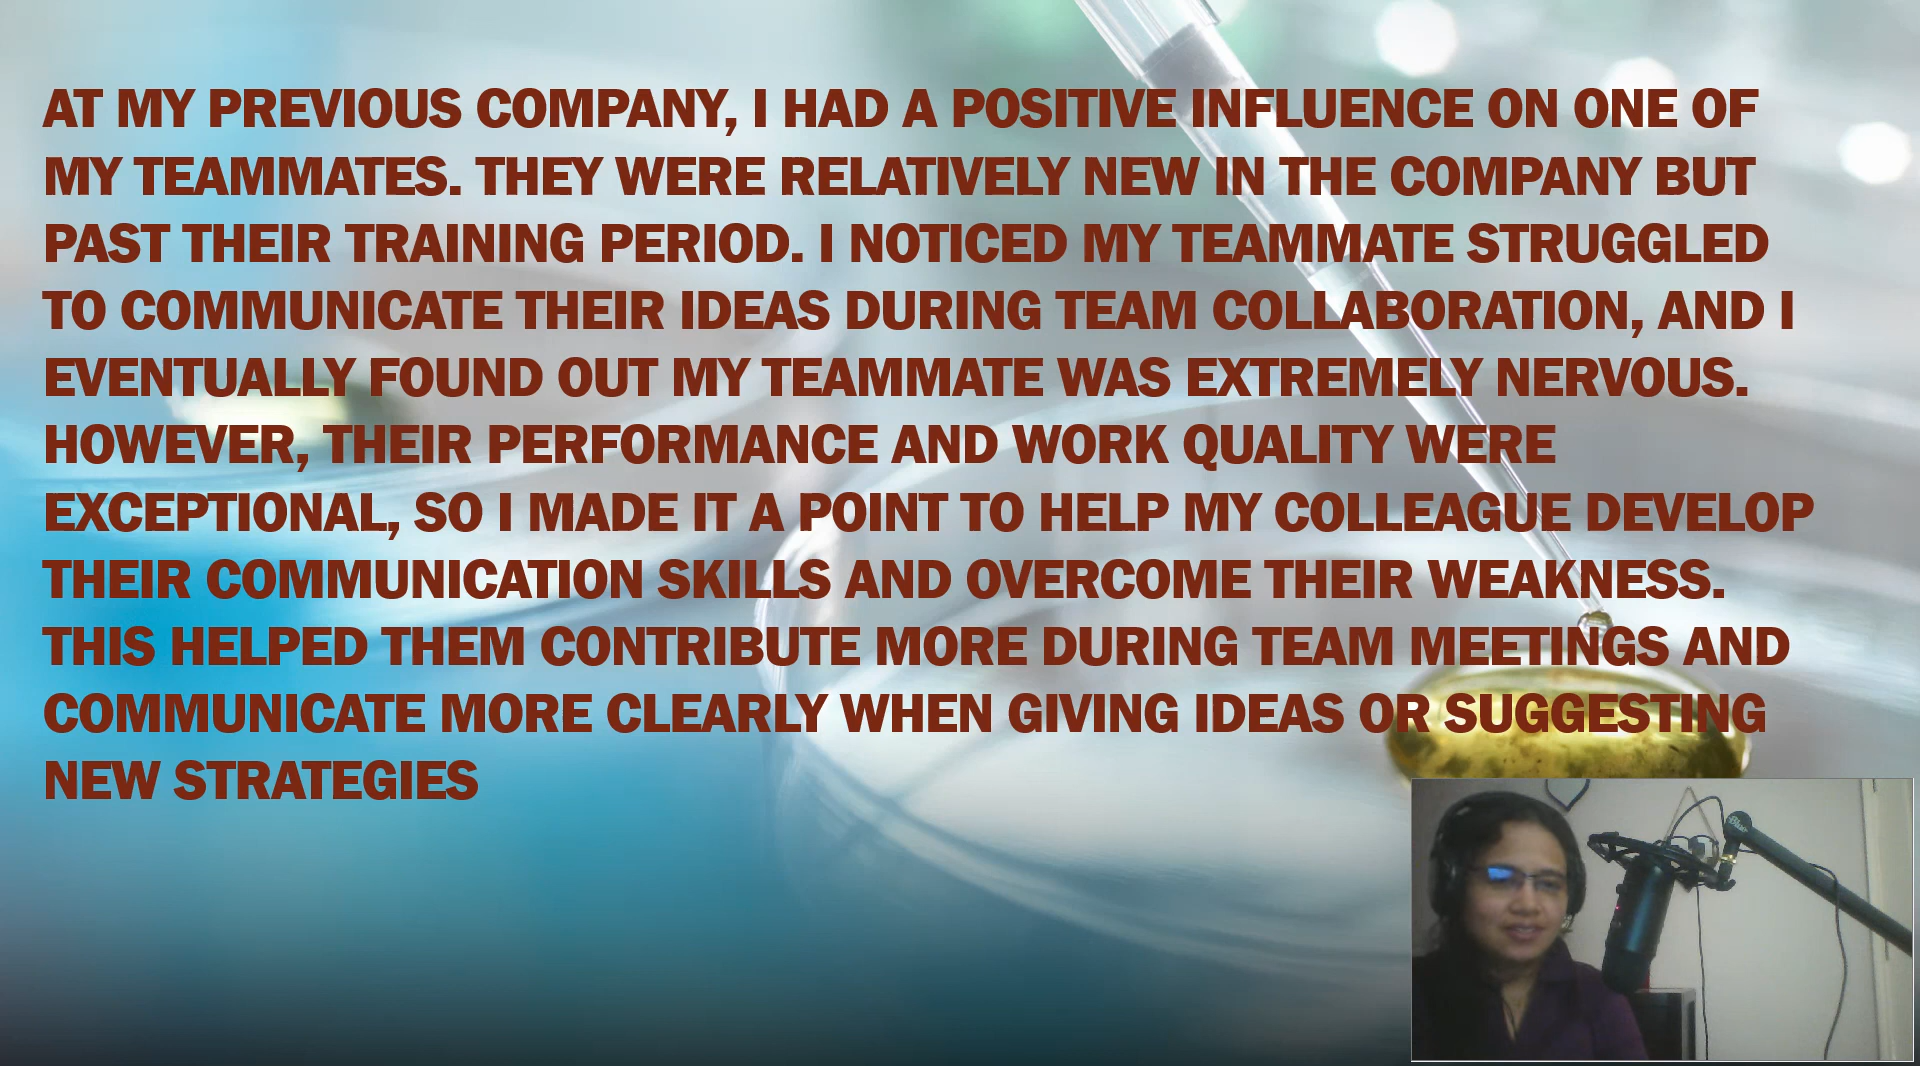 AT MY PREVIOUS COMPANY, I HAD A POSITIVE INFLUENCE ON ONE OF
MY TEAMMATES. THEY WERE RELATIVELY NEW IN THE COMPANY BUT
PAST THEIR TRAINING PERIOD. I NOTICED MY TEAMMATE STRUGGLED
TO COMMUNICATE THEIR IDEAS DURING TEAM COLLABORATION, AND I
EVENTUALLY FOUND OUT MY TEAMMATE WAS EXTREMELY NERVOUS.
HOWEVER, THEIR PERFORMANCE AND WORK QUALITY WERE
EXCEPTIONAL, SO I MADE IT A POINT TO HELP MY COLLEAGUE DEVELOP
THEIR COMMUNICATION SKILLS AND OVERCOME THEIR WEAKNESS.
THIS HELPED THEM CONTRIBUTE MORE DURING TEAM MEETINGS AND
COMMUNICATE MORE CLEARLY WHEN GIVING IDEAS OR SUGGESTING
NEW STRATEGIES
Blue